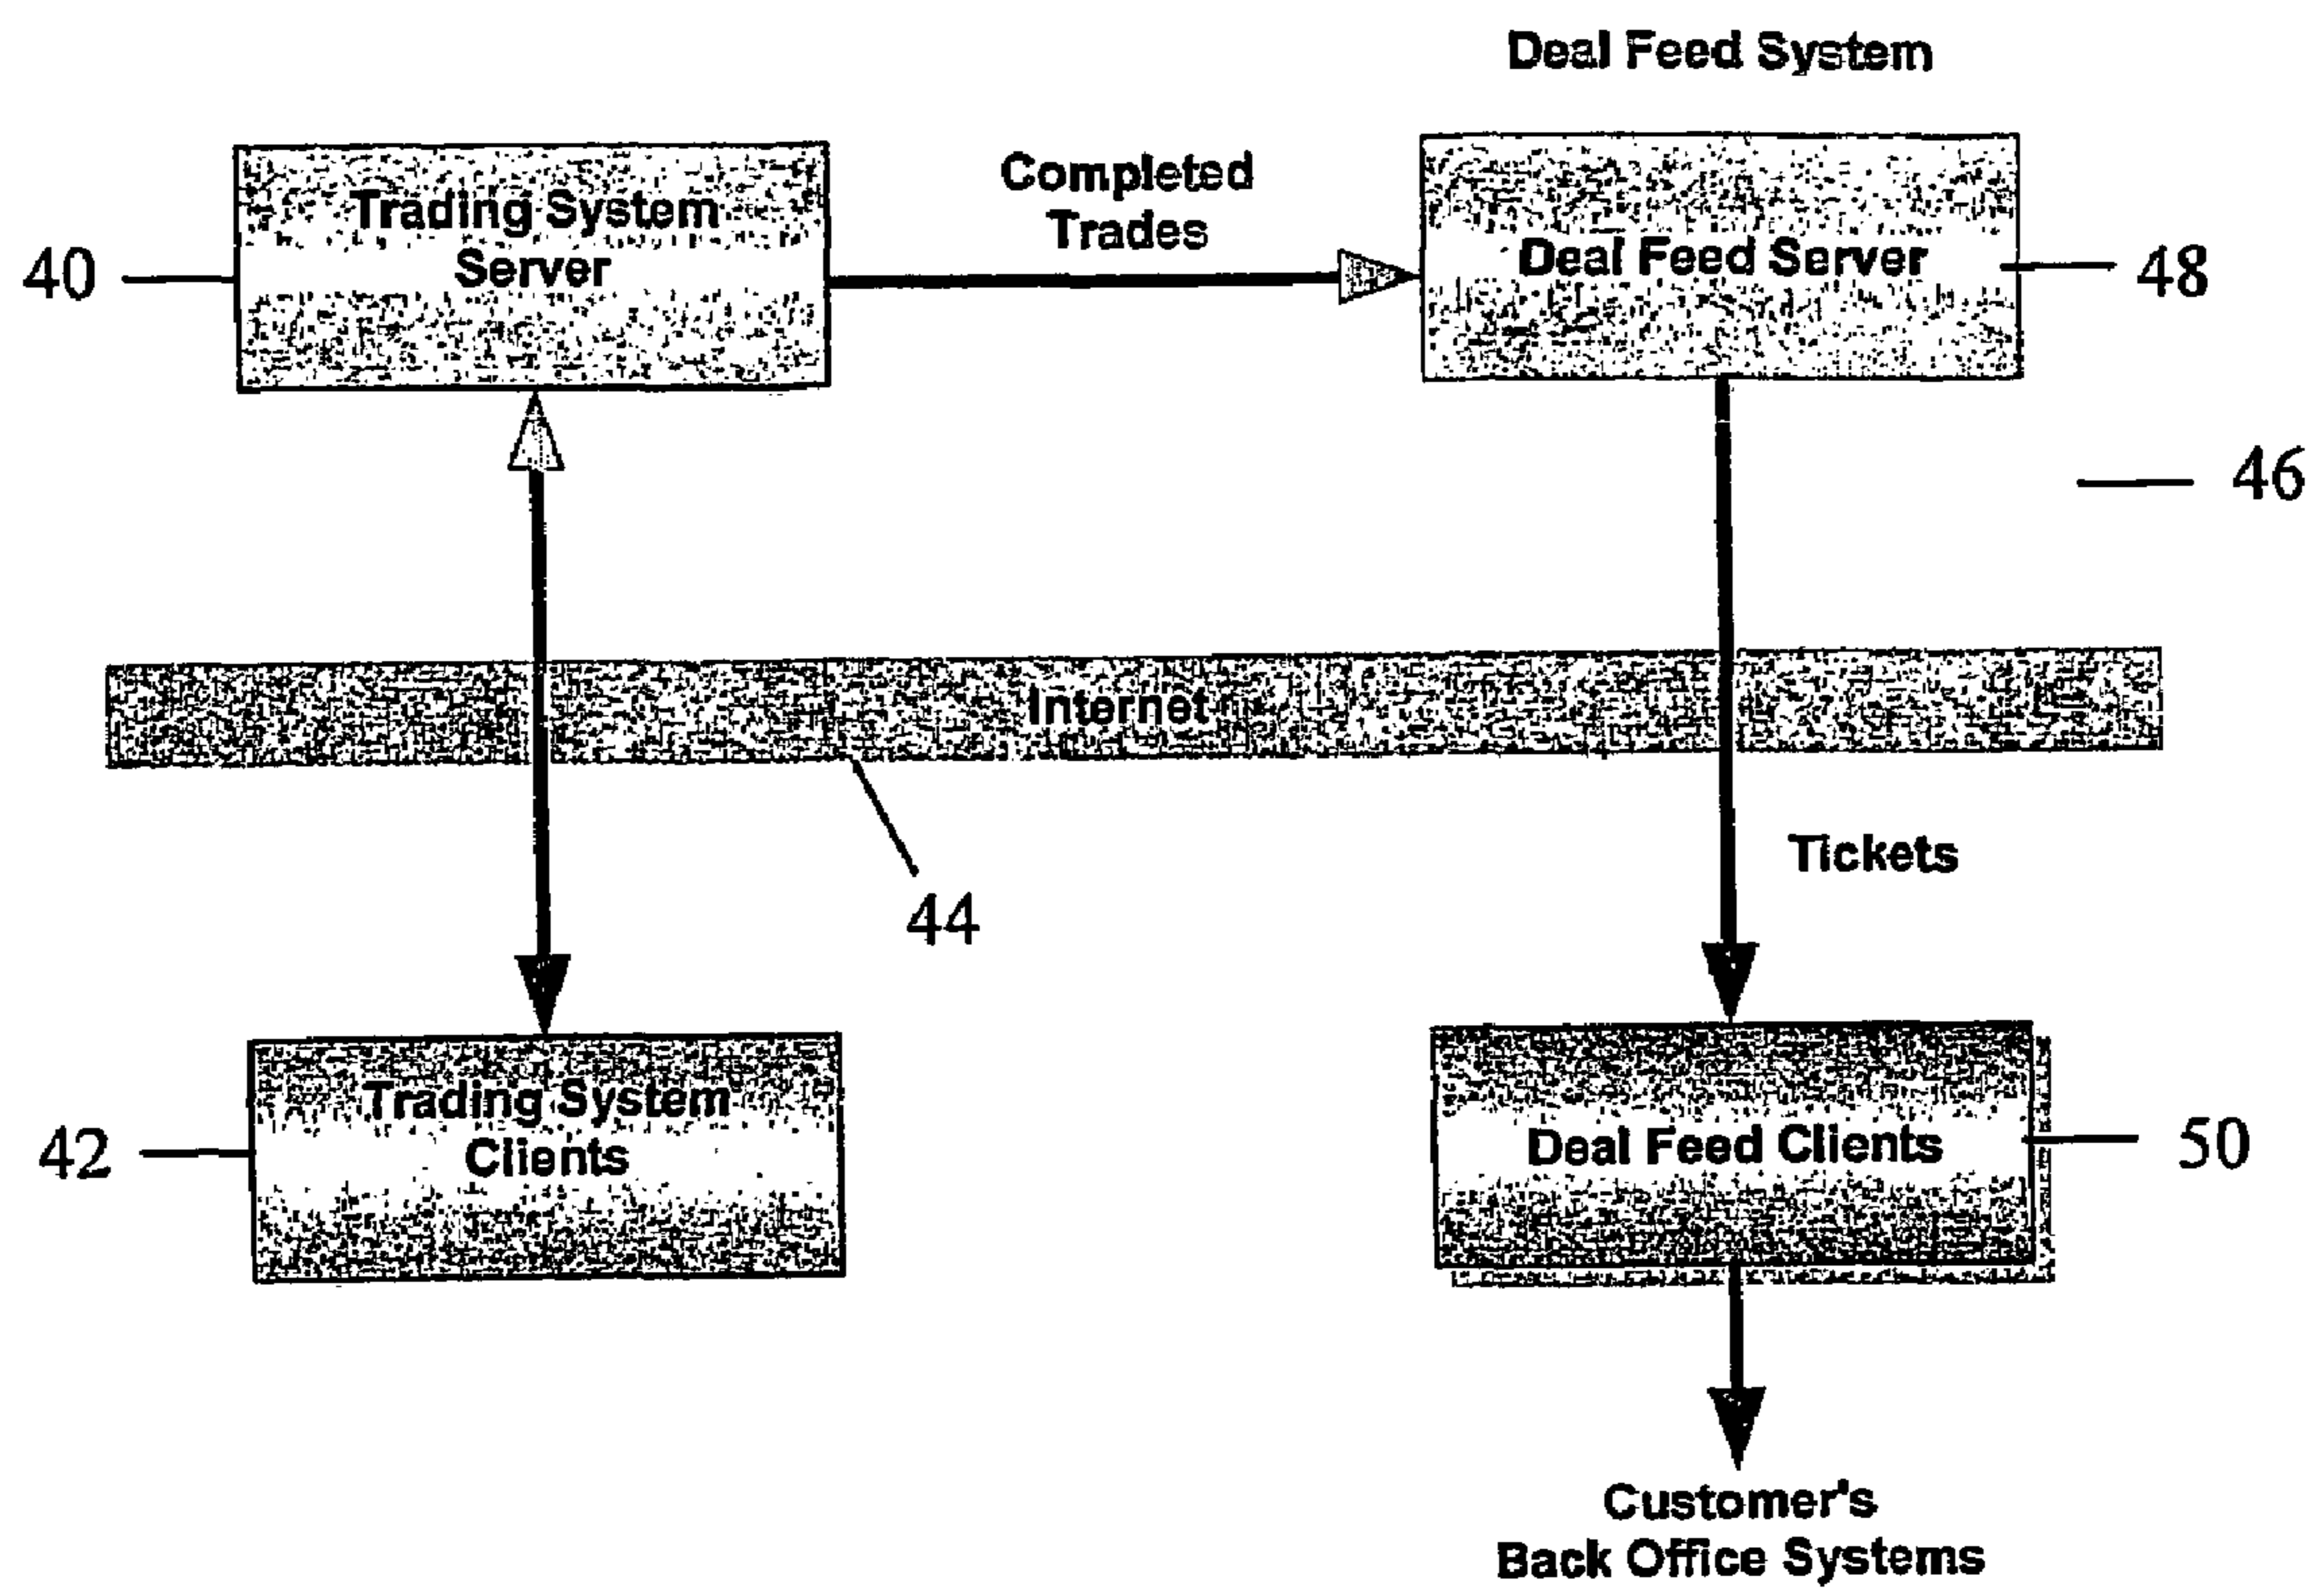 Deal Feed System
Completed
Trades
Trading System
Server
Deal Feed Server
40
48
46
Internet
Tickets
44
Trading System
Clients
Deal Feed Clients
42
50
Customer's
Back Office Systems